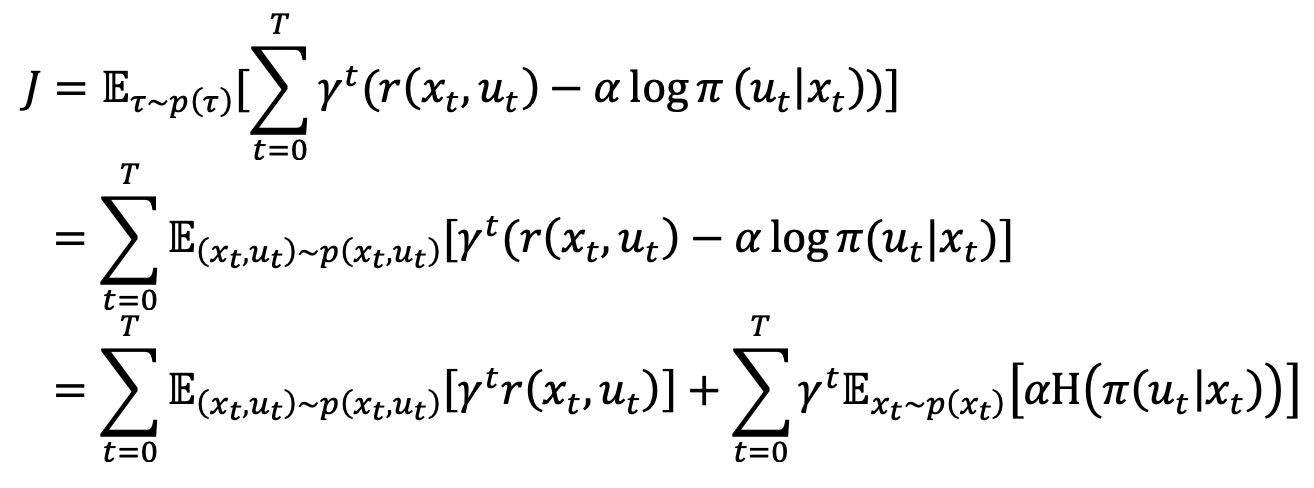 J = 𝔼_{τ~p(τ)}[∑_{t=0}^{T} γ^t(r(x_t, u_t) − α log π (u_t|x_t))]
= ∑_{t=0}^{T} 𝔼_{(x_t,u_t)~p(x_t,u_t)}[γ^t(r(x_t, u_t) − α log π(u_t|x_t)]
= ∑_{t=0}^{T} 𝔼_{(x_t,u_t)~p(x_t,u_t)}[γ^t r(x_t, u_t)] + ∑_{t=0}^{T} γ^t 𝔼_{x_t~p(x_t)}[αH(π(u_t|x_t))]